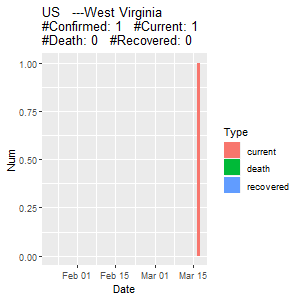 US   ---West Virginia
#Confirmed: 1   #Current: 1
#Death: 0   #Recovered: 0
1.00
0.75
0.50
0.25
0.00
Num
Feb 01 Feb 15 Mar 01 Mar 15
Date
Type
current
death
recovered